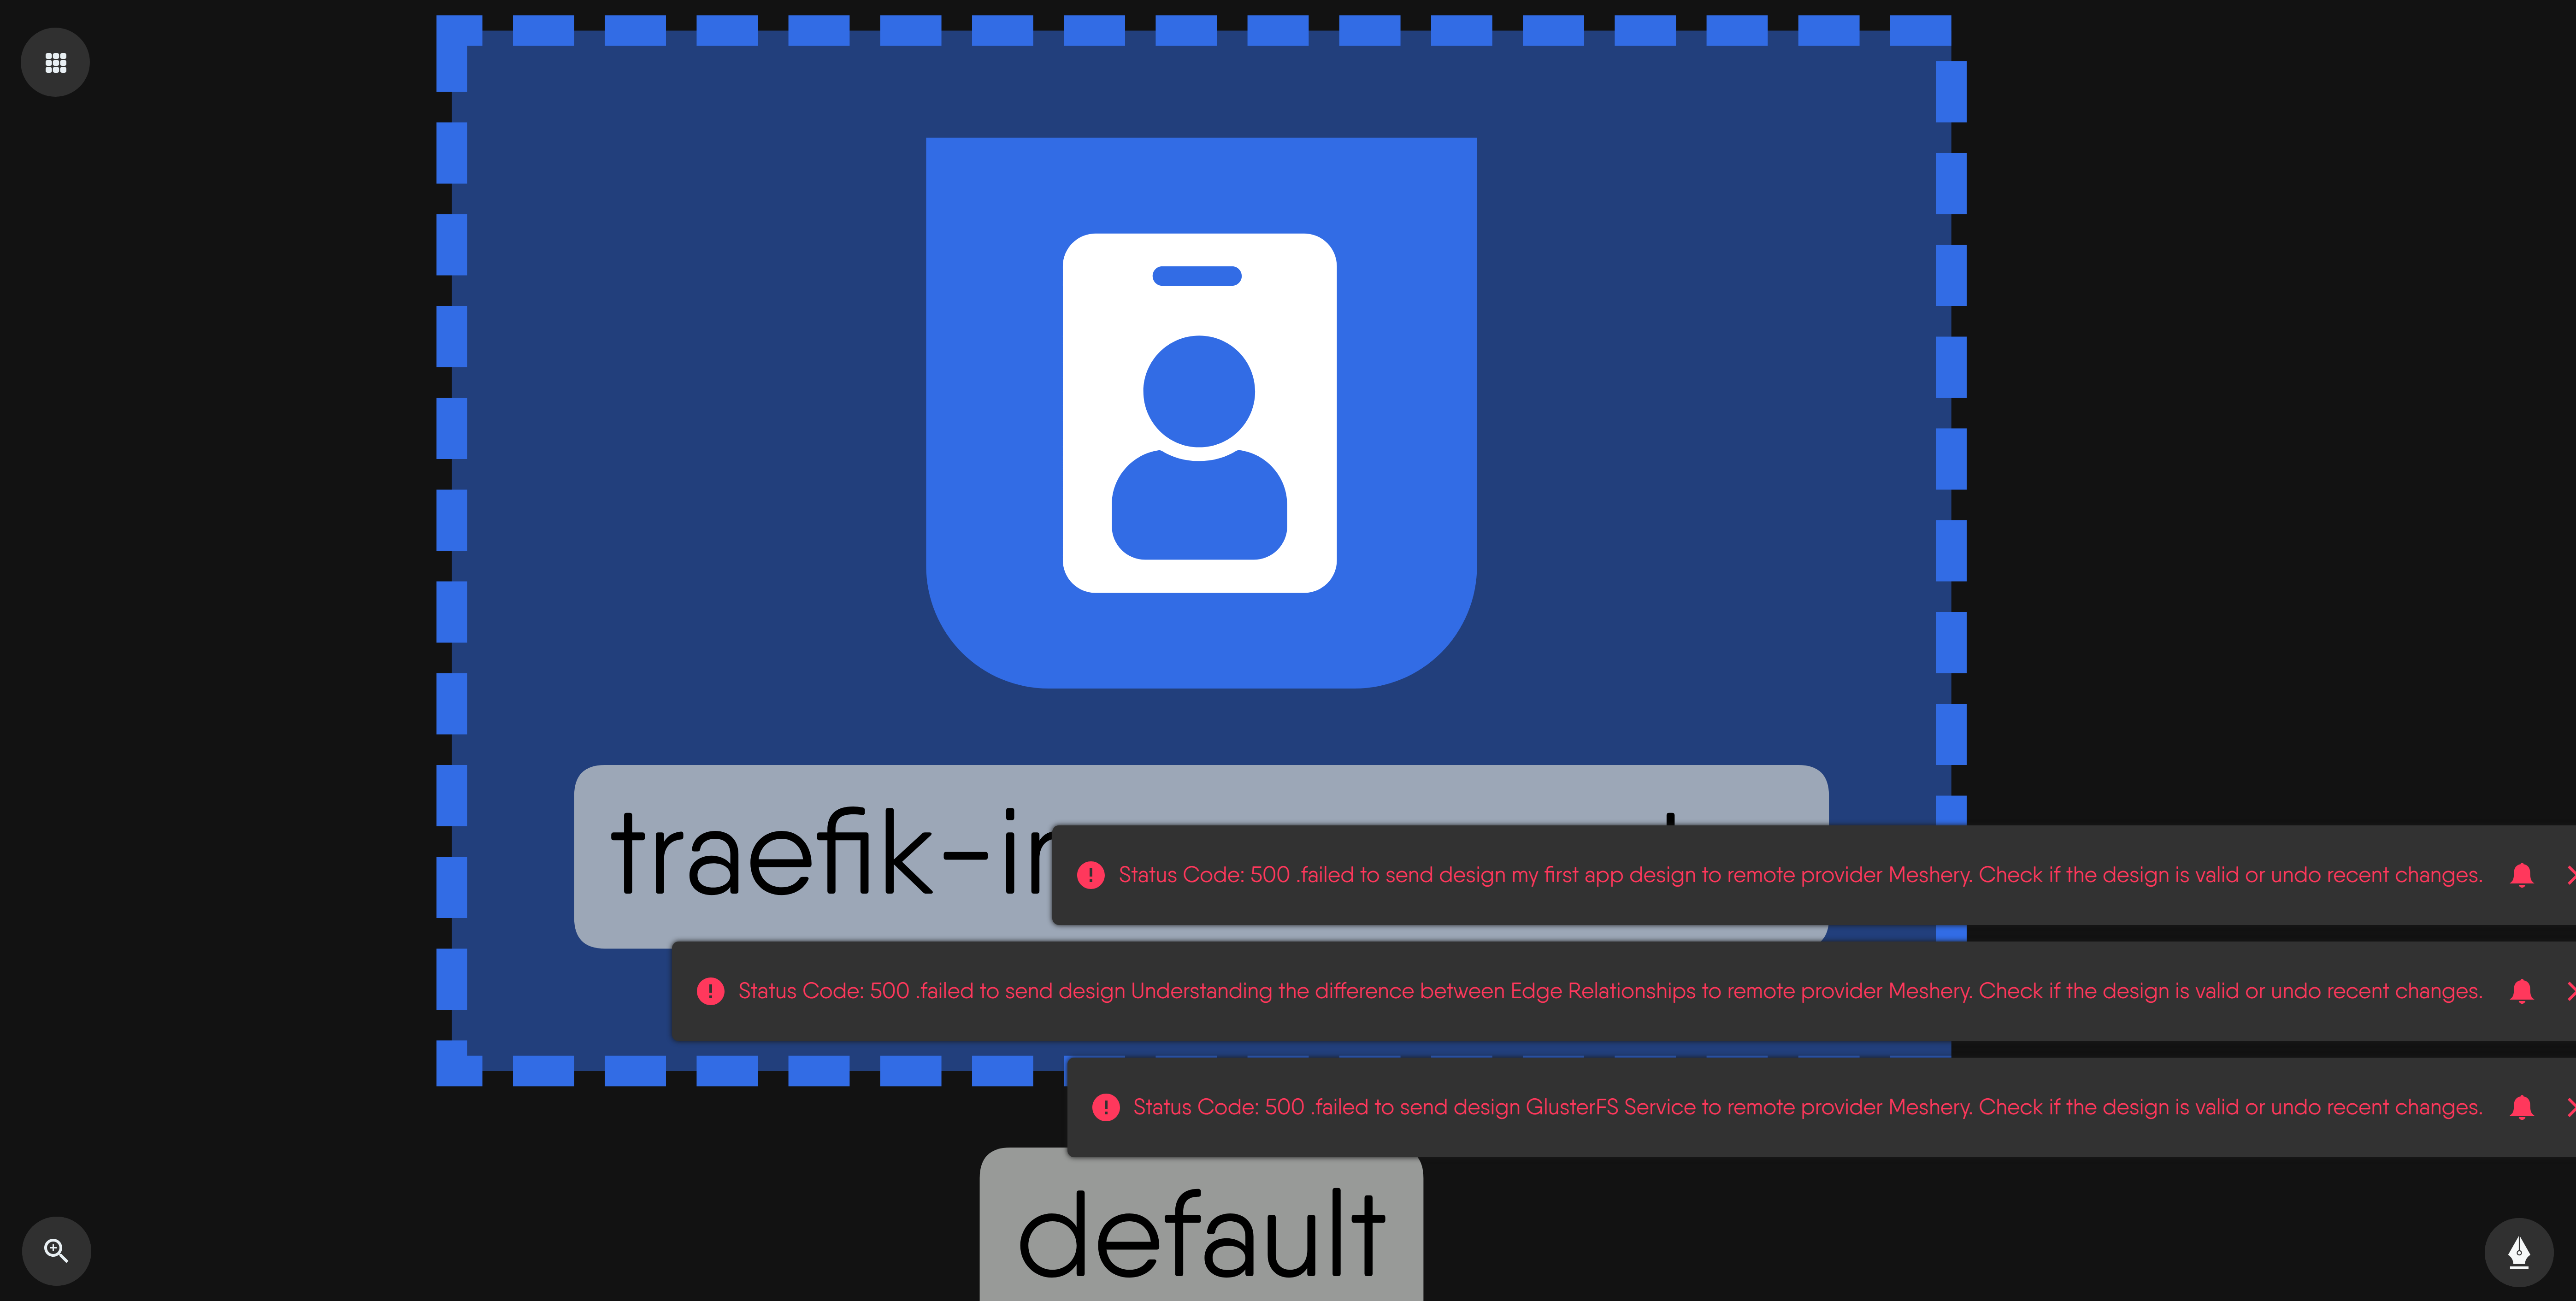 Status Code: 500 .failed to send design my first app design to remote provider Meshery. Check if the design is valid or undo recent changes.
Status Code: 500 .failed to send design Understanding the difference between Edge Relationships to remote provider Meshery. Check if the design is valid or undo recent changes.
Status Code: 500 .failed to send design GlusterFS Service to remote provider Meshery. Check if the design is valid or undo recent changes.
default